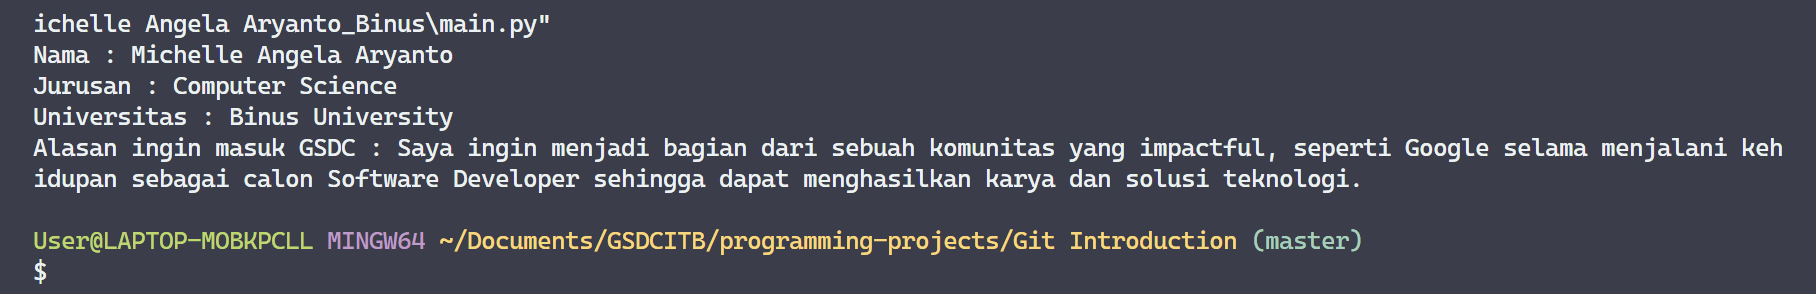 ichelle Angela Aryanto_Binus\main.py"
Nama : Michelle Angela Aryanto
Jurusan : Computer Science
Universitas : Binus University
Alasan ingin masuk GSDC : Saya ingin menjadi bagian dari sebuah komunitas yang impactful, seperti Google selama menjalani keh
idupan sebagai calon Software Developer sehingga dapat menghasilkan karya dan solusi teknologi.
User@LAPTOP-MOBKPCLL MINGW64 ~/Documents/GSDCITB/programming-projects/Git Introduction (master)
$